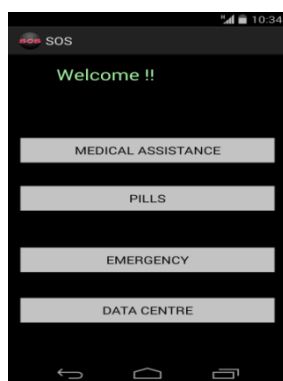 10:34
SOS SOS
Welcome !!
MEDICAL ASSISTANCE
PILLS
EMERGENCY
DATA CENTRE